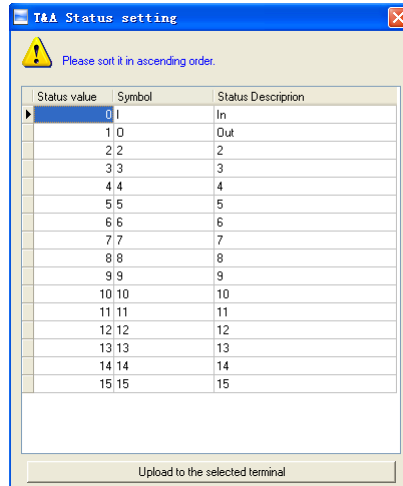 T&A Status setting
Please sort it in ascending order.
Status value Symbol Status Descriprion
0 I In
1 O Out
2 2 2
3 3 3
4 4 4
5 5 5
6 6 6
7 7 7
8 8 8
9 9 9
10 10 10
11 11 11
12 12 12
13 13 13
14 14 14
15 15 15
Upload to the selected terminal